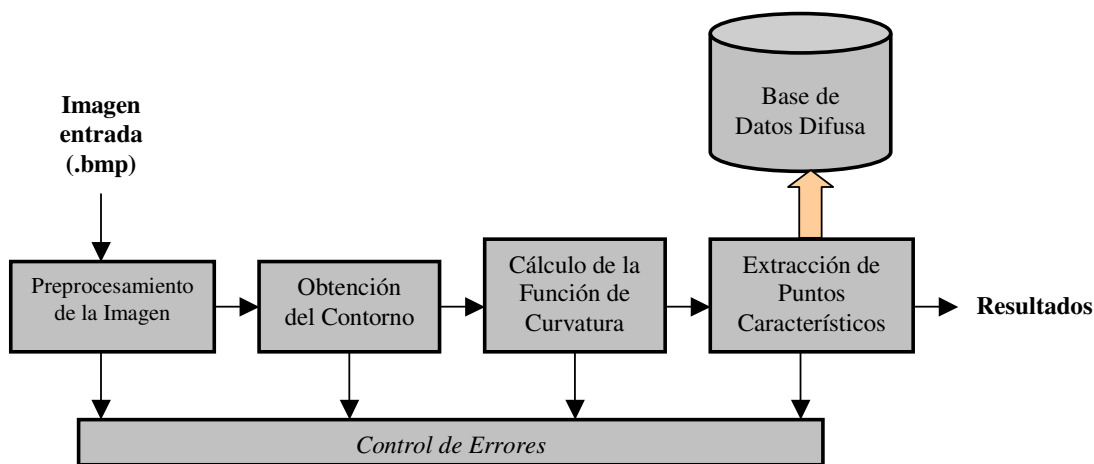 Base de
Datos Difusa
Imagen
entrada
(.bmp)
Preprocesamiento
de la Imagen
Obtención
del Contorno
Cálculo de la
Función de
Curvatura
Extracción de
Puntos
Característicos
Resultados
Control de Errores